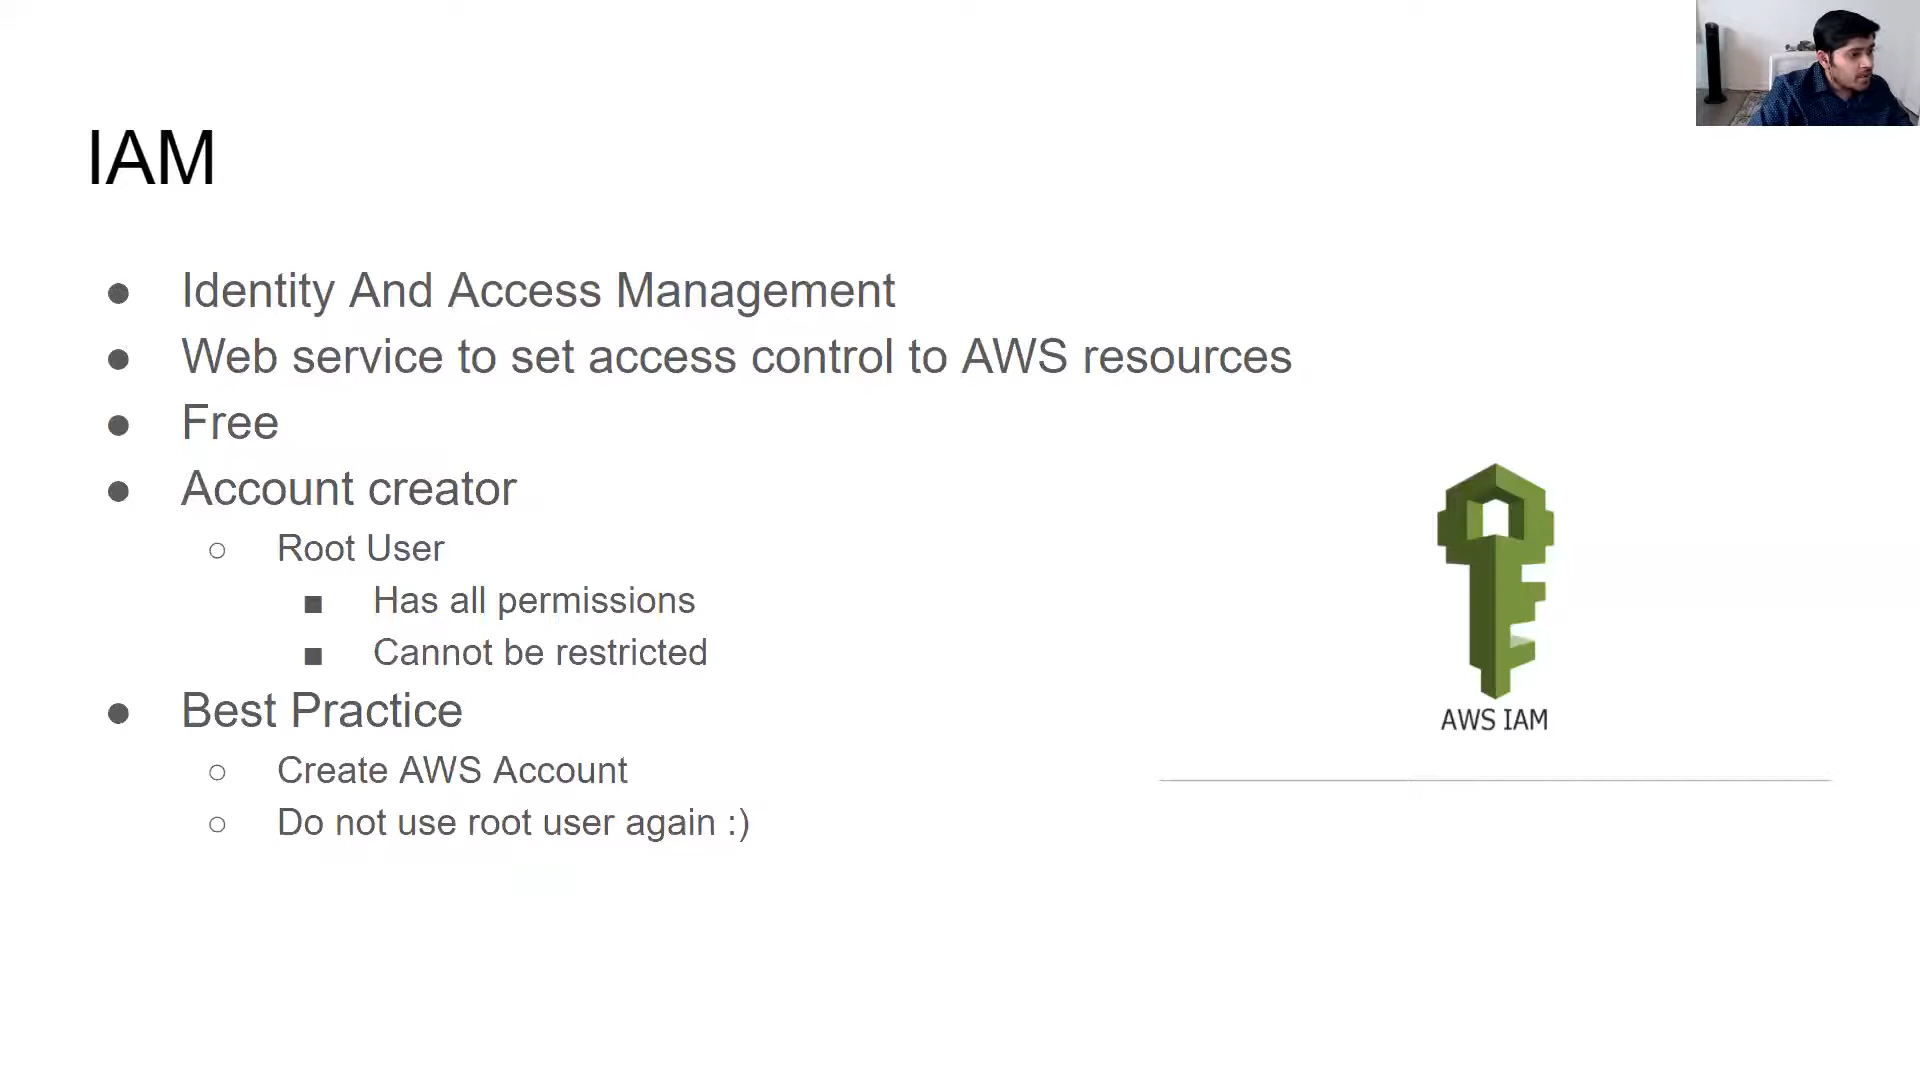 IAM
Identity And Access Management
Web service to set access control to AWS resources
Free
Account creator
Root User
Has all permissions
Cannot be restricted
Best Practice
Create AWS Account
Do not use root user again :)
AWS IAM